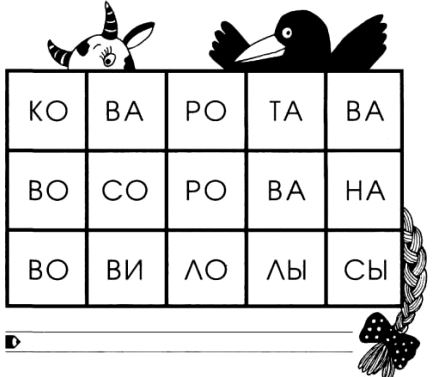 КО ВА РО ТА ВА
ВО СО РО ВА НА
ВО ВИ ЛО ЛЫ СЫ